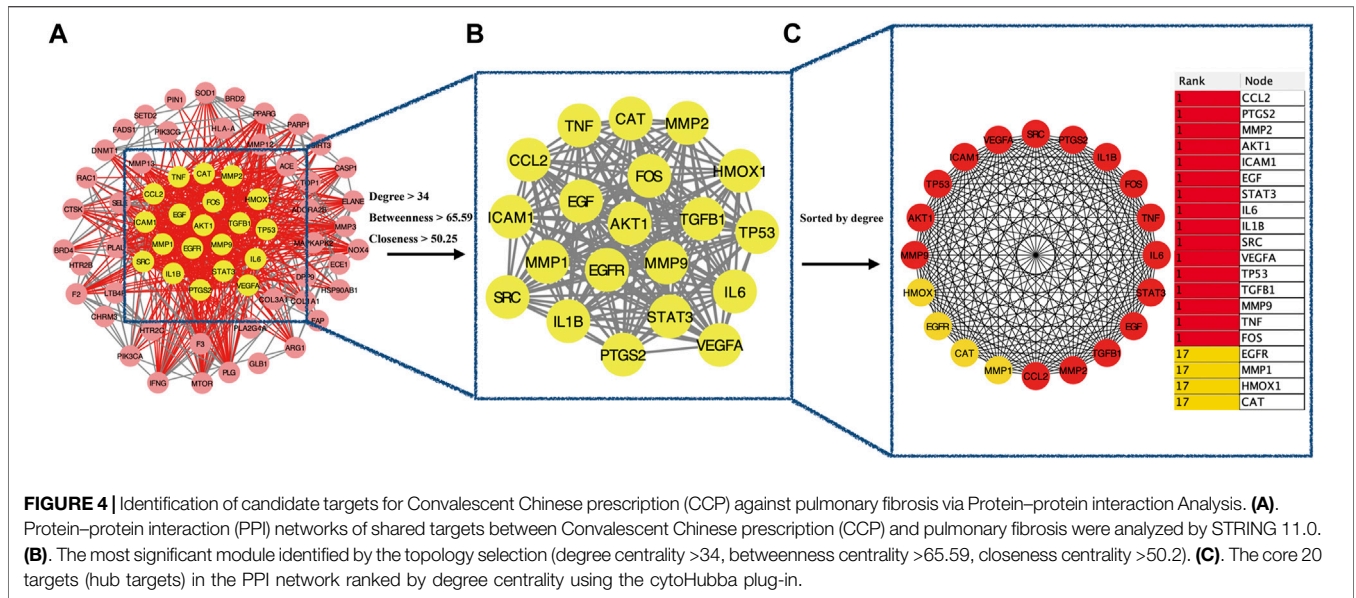 A
B
C
SOD1
BRD2
PIN1
SETD2
PPARG
FADS1
PIK3CG
HLA-A
PARP1
DNMT1
MMP12
SIRT3
MMP13
ACE
CASP1
RAC1
TNF
CAT
MMP2
TOP1
CCL2
ELANE
CTSK
SELE
FOS
HMOX1
ADORA2B
EGF
MMP3
ICAM1
AKT1
TGFB1
TP53
BRD4
PLAU
MMP1
EGFR
MMP9
MAPKAPK2
NOX4
HTR2B
SRC
IL6
ECE1
IL1B
STAT3
DPP9
F2
LTB4R
PTGS2
VEGFA
HSP90AB1
COL3A1
COL1A1
CHRM3
HTR2C
PLA2G4A
FAP
F3
PIK3CA
ARG1
PLG
GLB1
IFNG
MTOR
Degree > 34
Betweenness > 65.59
Closeness > 50.25
TNF
CAT
MMP2
CCL2
FOS
HMOX1
EGF
ICAM1
AKT1
TGFB1
TP53
MMP1
EGFR
MMP9
SRC
IL6
IL1B
STAT3
PTGS2
VEGFA
Sorted by degree
SRC
VEGFA
PTGS2
ICAM1
IL1B
TP53
FOS
AKT1
TNF
MMP9
IL6
HMOX1
STAT3
EGFR
EGF
CAT
TGFB1
MMP1
CCL2
MMP2
Rank Node
1 CCL2
1 PTGS2
1 MMP2
1 AKT1
1 ICAM1
1 EGF
1 STAT3
1 IL6
1 IL1B
1 SRC
1 VEGFA
1 TP53
1 TGFB1
1 MMP9
1 TNF
1 FOS
17 EGFR
17 MMP1
17 HMOX1
17 CAT
FIGURE 4 | Identification of candidate targets for Convalescent Chinese prescription (CCP) against pulmonary fibrosis via Protein–protein interaction Analysis. (A).
Protein–protein interaction (PPI) networks of shared targets between Convalescent Chinese prescription (CCP) and pulmonary fibrosis were analyzed by STRING 11.0.
(B). The most significant module identified by the topology selection (degree centrality >34, betweenness centrality >65.59, closeness centrality >50.2). (C). The core 20
targets (hub targets) in the PPI network ranked by degree centrality using the cytoHubba plug-in.